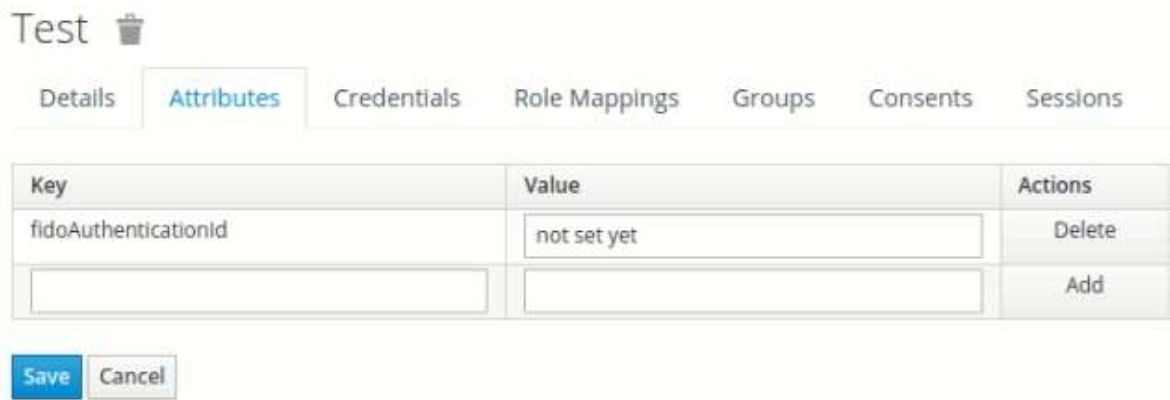 Test
Details Attributes Credentials Role Mappings Groups Consents Sessions
Key Value Actions
fidoAuthenticationId not set yet Delete
Add
Save Cancel